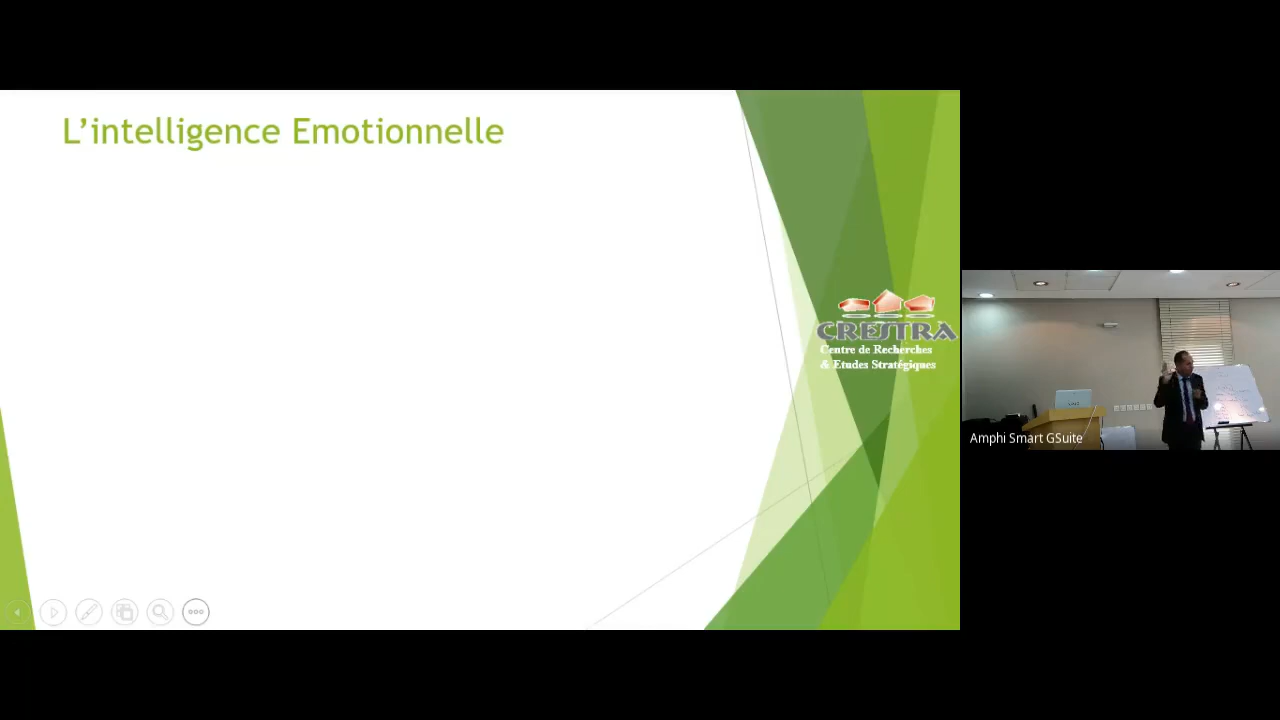 L'intelligence Emotionnelle
CRESTRA
Centre de Recherches
& Etudes Stratégiques
Amphi Smart GSuite